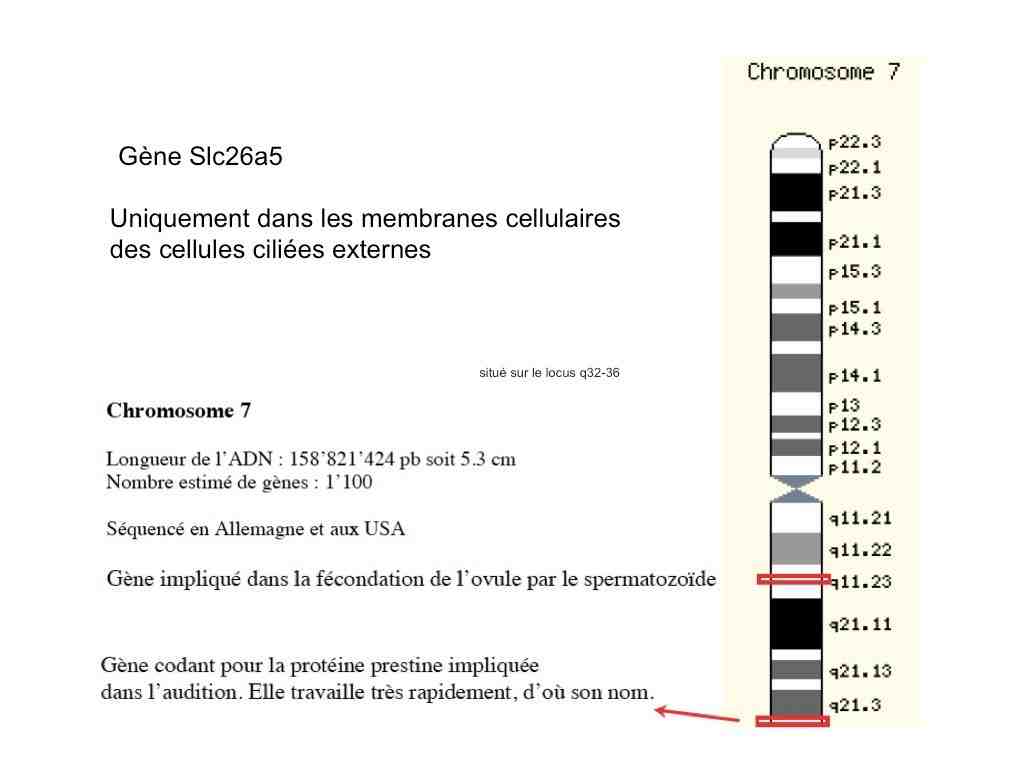 Chromosome 7
Gène Slc26a5
Uniquement dans les membranes cellulaires
des cellules ciliées externes
situé sur le locus q32-36
Chromosome 7
Longueur de l’ADN : 158’821’424 pb soit 5.3 cm
Nombre estimé de gènes : 1’100
Séquencé en Allemagne et aux USA
Gène impliqué dans la fécondation de l’ovule par le spermatozoïde
Gène codant pour la protéine prestine impliquée
dans l’audition. Elle travaille très rapidement, d’où son nom.
p22.3
p22.1
p21.3
p21.1
p15.3
p15.1
p14.3
p14.1
p13
p12.3
p12.1
p11.2
q11.21
q11.22
q11.23
q21.11
q21.13
q21.3